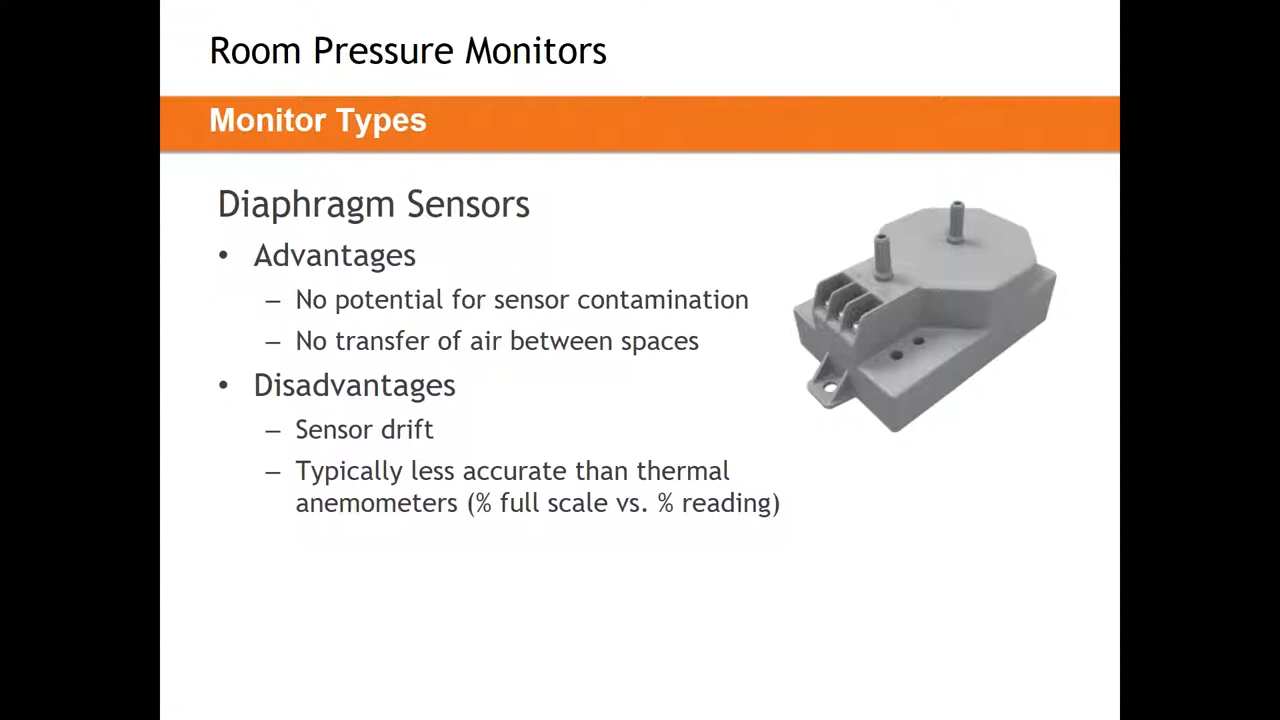 Room Pressure Monitors
Monitor Types
Diaphragm Sensors
• Advantages
– No potential for sensor contamination
– No transfer of air between spaces
• Disadvantages
– Sensor drift
– Typically less accurate than thermal
anemometers (% full scale vs. % reading)